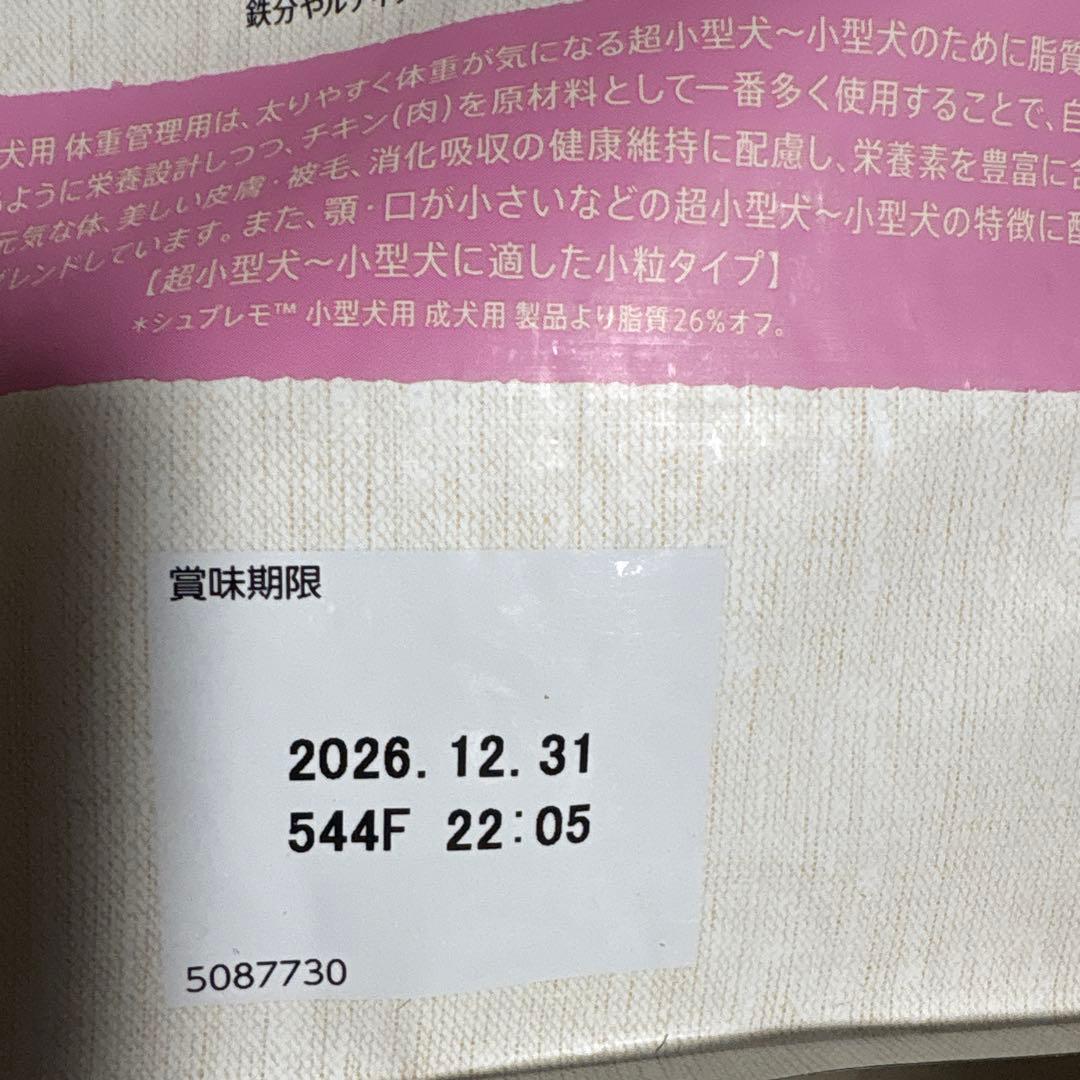 鉄分やルテイン
犬用 体重管理用は、太りやすく体重が気になる超小型犬～小型犬のために脂質
ように栄養設計しつつ、チキン(肉)を原材料として一番多く使用することで、自
元気な体、美しい皮膚・被毛、消化吸収の健康維持に配慮し、栄養素を豊富に含
ブレンドしています。また、顎・口が小さいなどの超小型犬～小型犬の特徴に配
【超小型犬～小型犬に適した小粒タイプ】
*シュプレモ™ 小型犬用 成犬用 製品より脂質26%オフ。
賞味期限
2026.12.31
544F 22:05
5087730